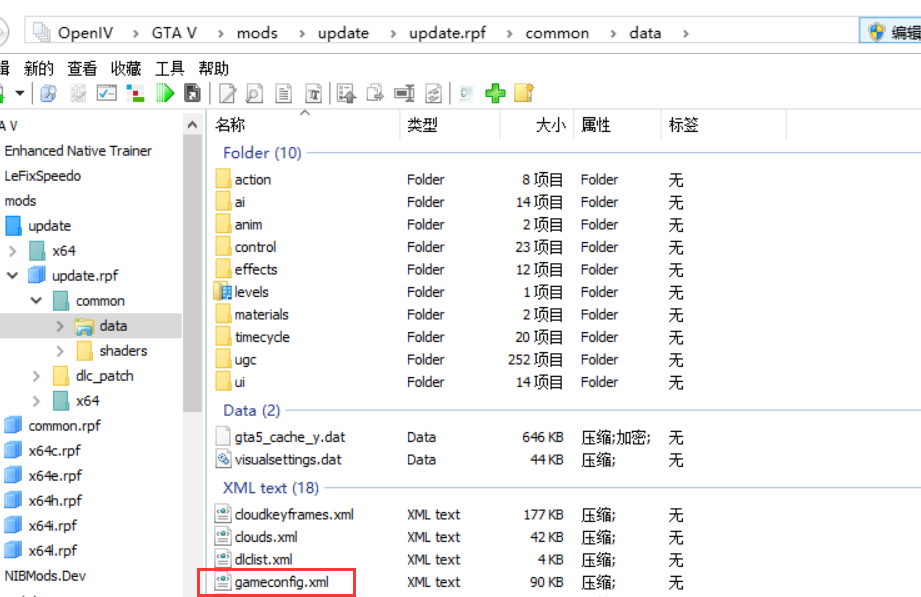 OpenIV > GTA V > mods > update > update.rpf > common > data > 编辑
新的 查看 收藏 工具 帮助
名称 类型 大小 属性 标签
A V
Enhanced Native Trainer
LeFixSpeedo
mods
update
x64
update.rpf
common
data
shaders
dlc_patch
x64
common.rpf
x64c.rpf
x64e.rpf
x64h.rpf
x64i.rpf
x64l.rpf
NIBMods.Dev
Folder (10)
action Folder 8 项目 Folder 无
ai Folder 14 项目 Folder 无
anim Folder 2 项目 Folder 无
control Folder 23 项目 Folder 无
effects Folder 12 项目 Folder 无
levels Folder 1 项目 Folder 无
materials Folder 2 项目 Folder 无
timecycle Folder 20 项目 Folder 无
ugc Folder 252 项目 Folder 无
ui Folder 14 项目 Folder 无
Data (2)
gta5_cache_y.dat Data 646 KB 压缩;加密; 无
visualsettings.dat Data 44 KB 压缩; 无
XML text (18)
cloudkeyframes.xml XML text 177 KB 压缩; 无
clouds.xml XML text 42 KB 压缩; 无
dlclist.xml XML text 4 KB 压缩; 无
gameconfig.xml XML text 90 KB 压缩; 无